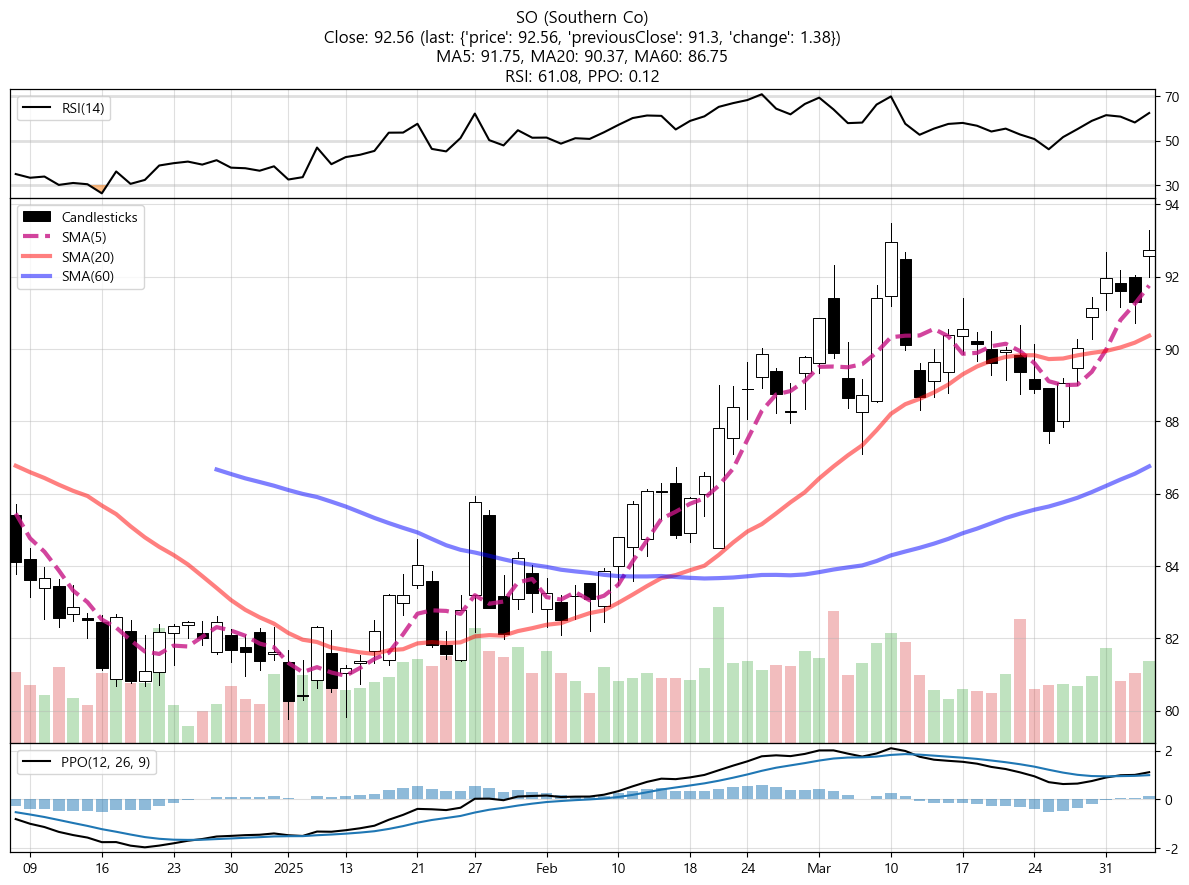 SO (Southern Co)
Close: 92.56 (last: {'price': 92.56, 'previousClose': 91.3, 'change': 1.38})
MA5: 91.75, MA20: 90.37, MA60: 86.75
RSI: 61.08, PPO: 0.12
RSI(14)
70
50
30
Candlesticks
SMA(5)
SMA(20)
SMA(60)
94
92
90
88
86
84
82
80
PPO(12, 26, 9)
2
0
-2
09 16 23 30 2025 13 21 27 Feb 10 18 24 Mar 10 17 24 31